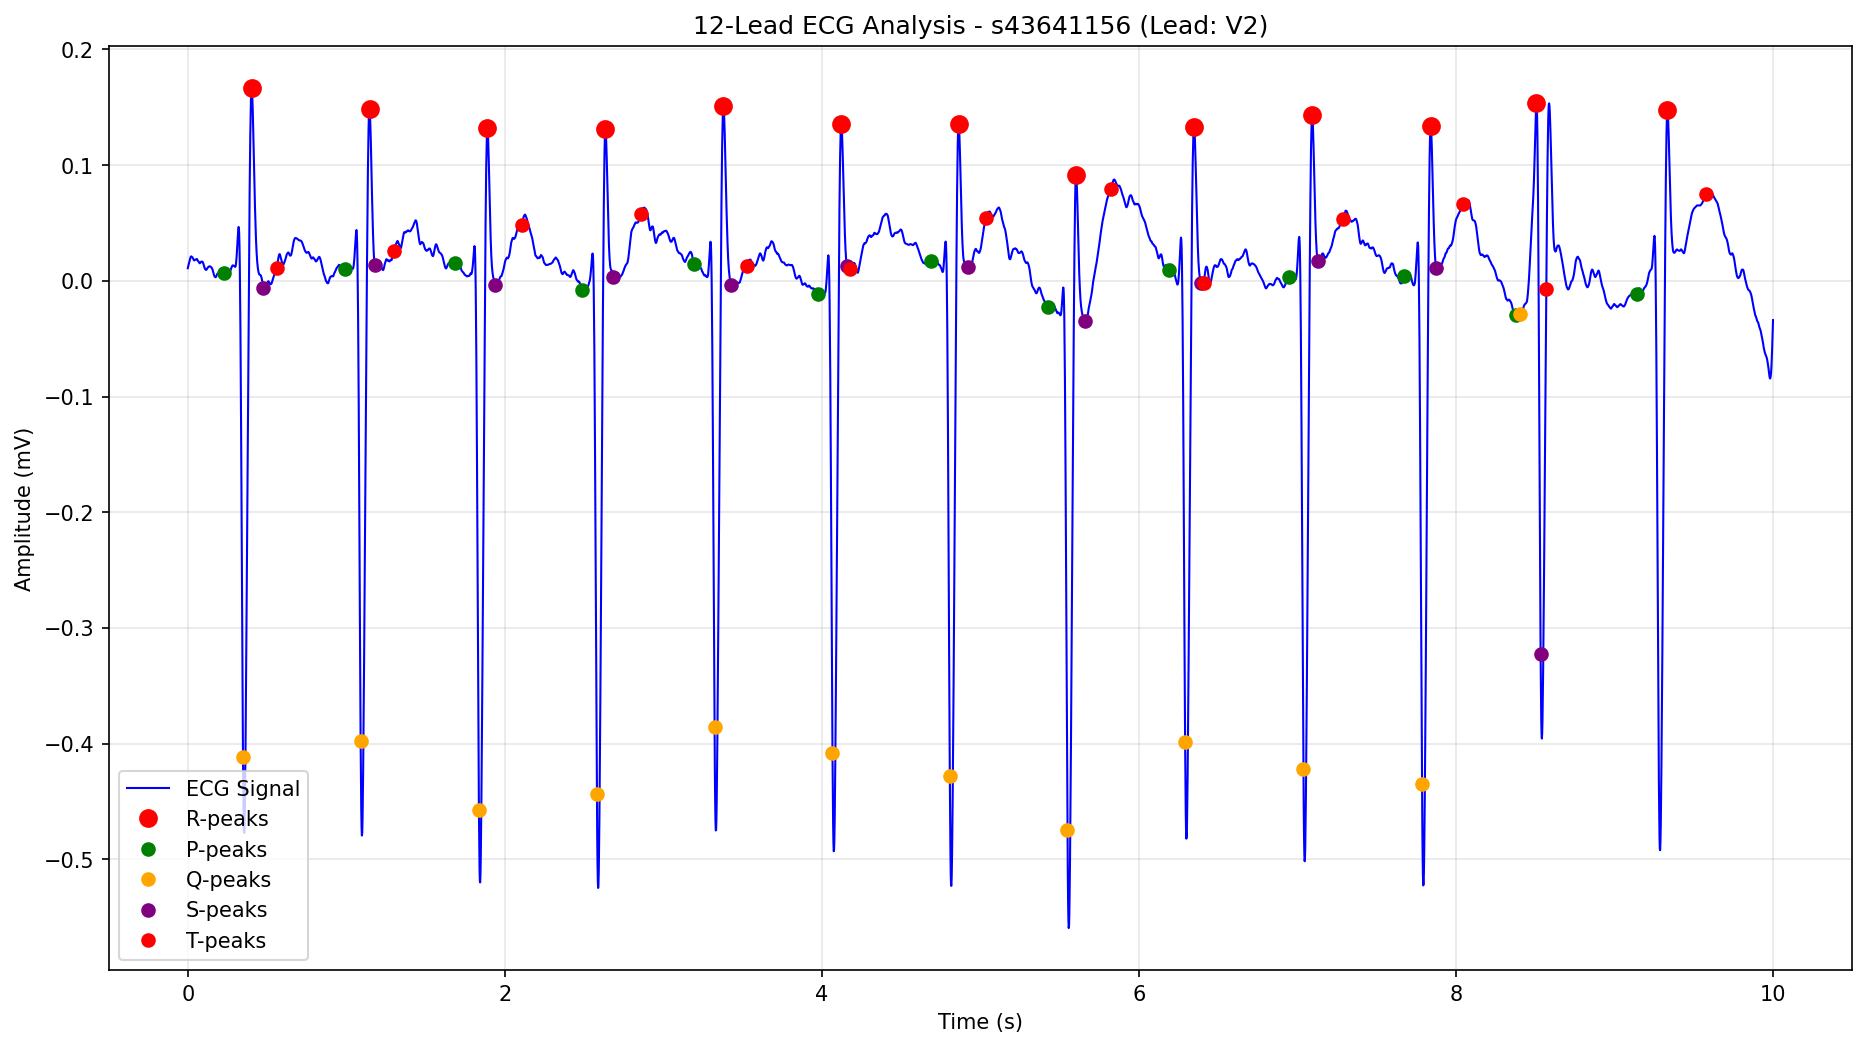 12-Lead ECG Analysis - s43641156 (Lead: V2)
0.2
0.1
0.0
−0.1
−0.2
−0.3
−0.4
−0.5
Amplitude (mV)
ECG Signal
R-peaks
P-peaks
Q-peaks
S-peaks
T-peaks
0 2 4 6 8 10
Time (s)